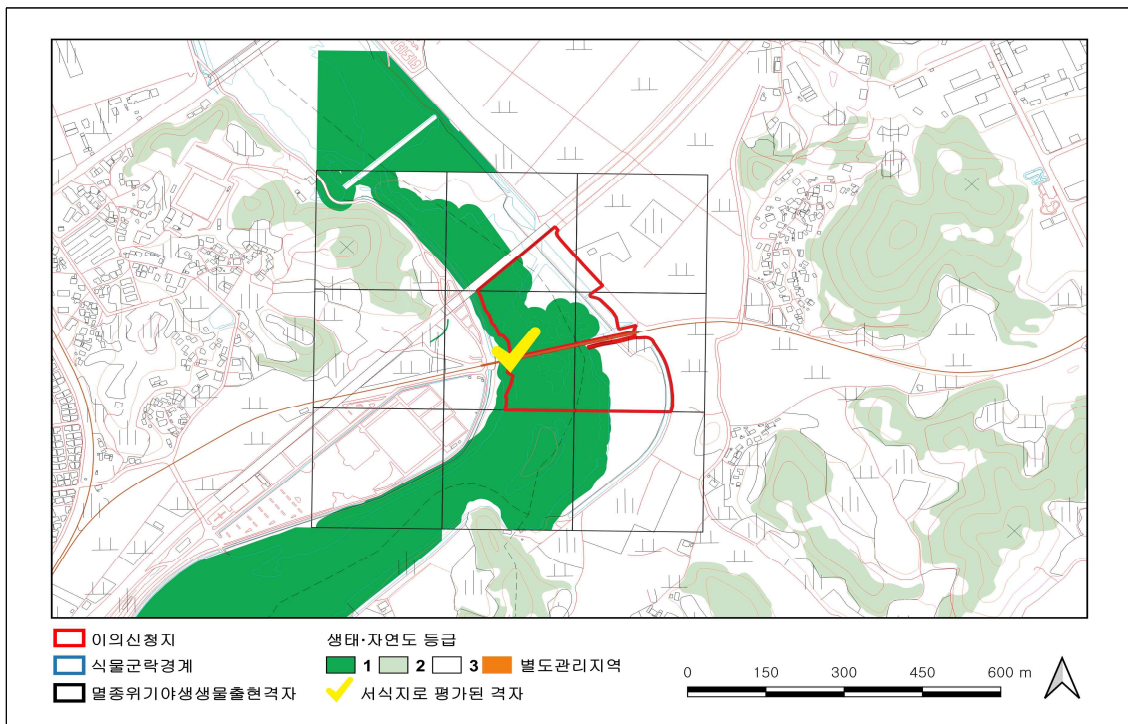 이의신청지
식물군락경계
멸종위기야생생물출현격자
생태·자연도 등급
1 2 3 별도관리지역
서식지로 평가된 격자
0 150 300 450 600 m